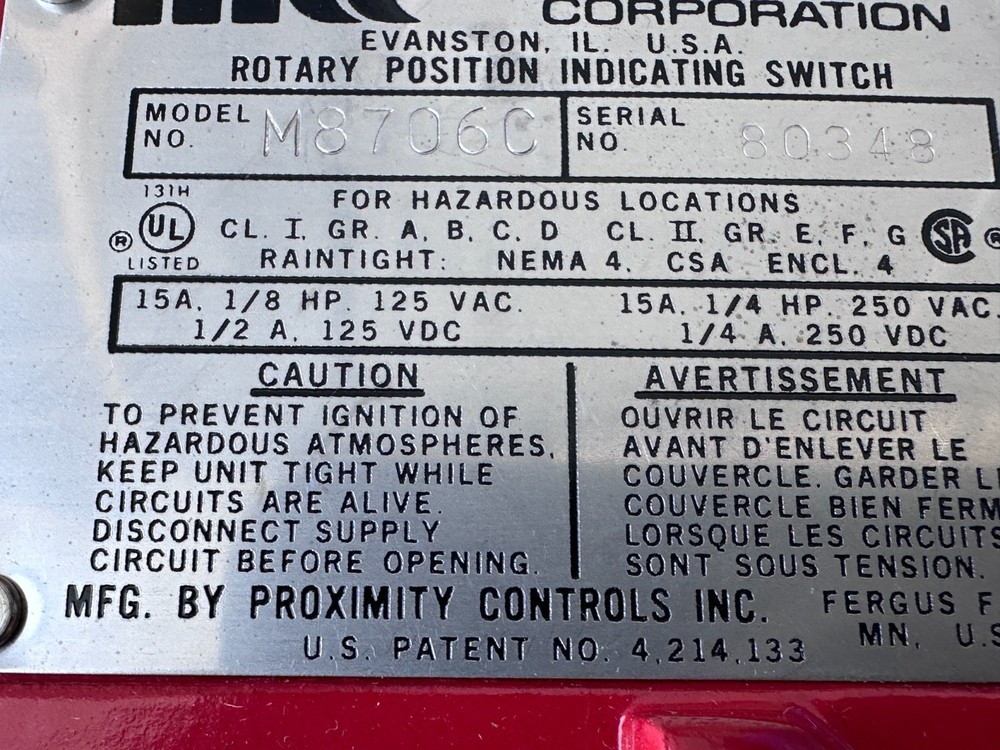 CORPORATION
EVANSTON, IL. U.S.A.
ROTARY POSITION INDICATING SWITCH
MODEL NO. M8706C
SERIAL NO. 80348
131H
UL
®
LISTED
FOR HAZARDOUS LOCATIONS
CL. I, GR. A, B, C, D CL. II, GR. E, F, G
RAINTIGHT: NEMA 4, CSA ENCL. 4
SA
®
15A. 1/8 HP. 125 VAC. 15A. 1/4 HP. 250 VAC.
1/2 A. 125 VDC 1/4 A. 250 VDC
CAUTION
TO PREVENT IGNITION OF
HAZARDOUS ATMOSPHERES,
KEEP UNIT TIGHT WHILE
CIRCUITS ARE ALIVE.
DISCONNECT SUPPLY
CIRCUIT BEFORE OPENING.
AVERTISSEMENT
OUVRIR LE CIRCUIT
AVANT D'ENLEVER LE
COUVERCLE. GARDER L
COUVERCLE BIEN FERM
LORSQUE LES CIRCUITS
SONT SOUS TENSION.
MFG. BY PROXIMITY CONTROLS INC. FERGUS F
MN, U.S
U.S. PATENT NO. 4,214,133